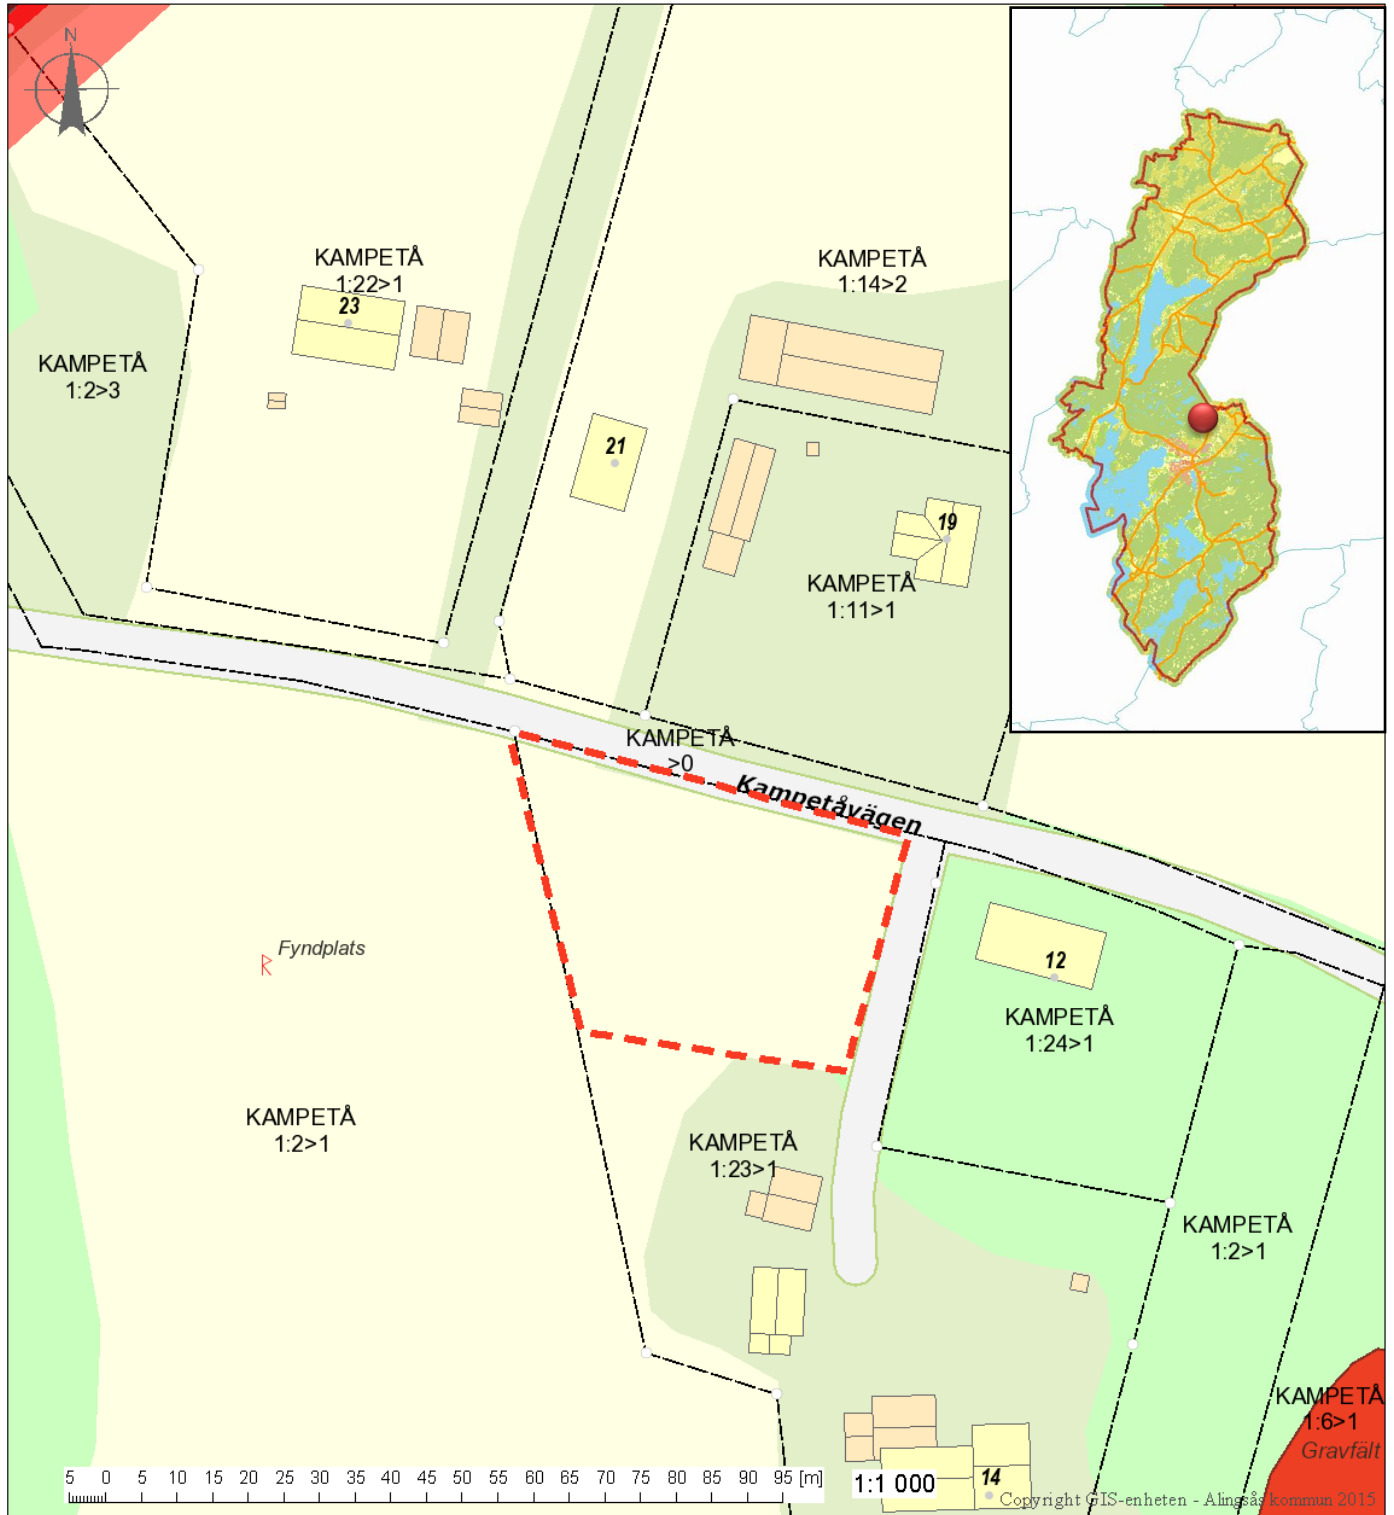 N
KAMPETÅ
1:22>1
23
KAMPETÅ
1:14>2
KAMPETÅ
1:2>3
21
19
KAMPETÅ
1:11>1
KAMPETÅ
>0
Kampetåvägen
Fyndplats
R
12
KAMPETÅ
1:24>1
KAMPETÅ
1:2>1
KAMPETÅ
1:23>1
KAMPETÅ
1:2>1
KAMPETÅ
1:6>1
Gravfält
5 0 5 10 15 20 25 30 35 40 45 50 55 60 65 70 75 80 85 90 95 [m]
1:1 000
14
Copyright GIS-enheten - Alingsås kommun 2015